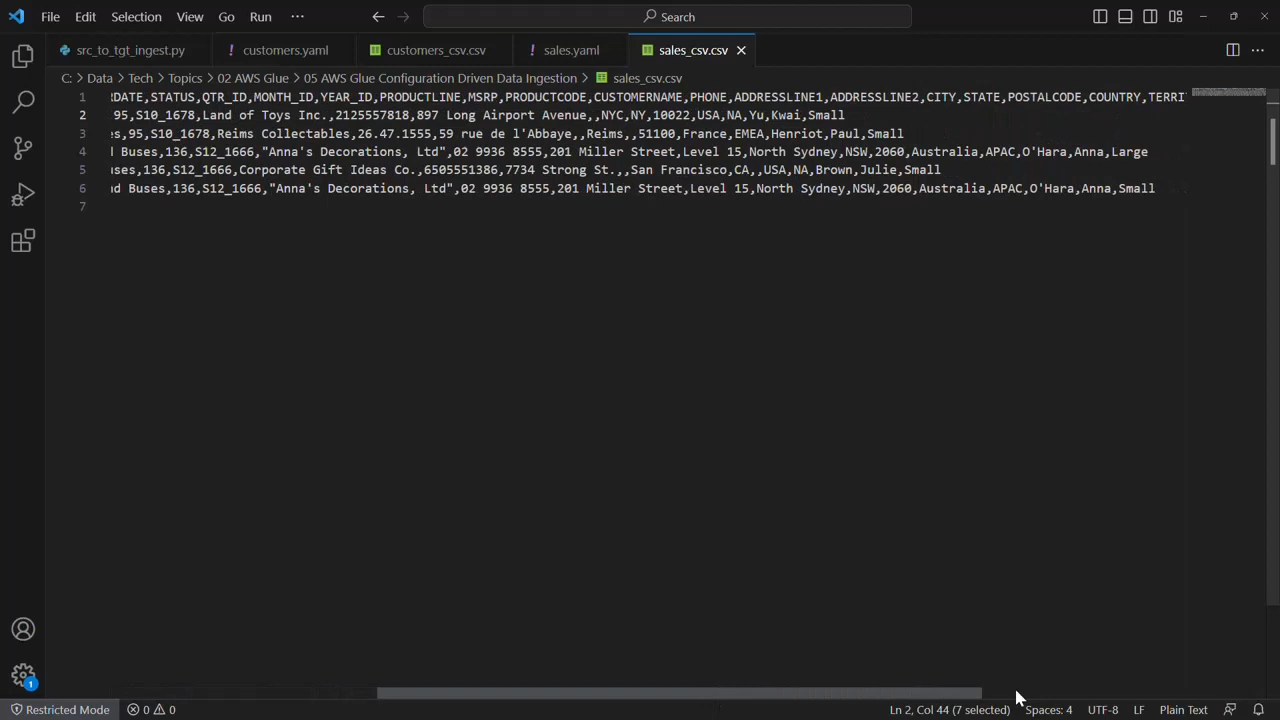 File Edit Selection View Go Run ··· Search
src_to_tgt_ingest.py ! customers.yaml customers_csv.csv ! sales.yaml sales_csv.csv
C: > Data > Tech > Topics > 02 AWS Glue > 05 AWS Glue Configuration Driven Data Ingestion > sales_csv.csv
1 RDATE,STATUS,QTR_ID,MONTH_ID,YEAR_ID,PRODUCTLINE,MSRP,PRODUCTCODE,CUSTOMERNAME,PHONE,ADDRESSLINE1,ADDRESSLINE2,CITY,STATE,POSTALCODE,COUNTRY,TERRI
2 95,S10_1678,Land of Toys Inc.,2125557818,897 Long Airport Avenue,,NYC,NY,10022,USA,NA,Yu,Kwai,Small
3 s,95,S10_1678,Reims Collectables,26.47.1555,59 rue de l'Abbaye,,Reims,,51100,France,EMEA,Henriot,Paul,Small
4 d Buses,136,S12_1666,"Anna's Decorations, Ltd",02 9936 8555,201 Miller Street,Level 15,North Sydney,NSW,2060,Australia,APAC,O'Hara,Anna,Large
5 uses,136,S12_1666,Corporate Gift Ideas Co.,6505551386,7734 Strong St.,,San Francisco,CA,,USA,NA,Brown,Julie,Small
6 nd Buses,136,S12_1666,"Anna's Decorations, Ltd",02 9936 8555,201 Miller Street,Level 15,North Sydney,NSW,2060,Australia,APAC,O'Hara,Anna,Small
7
1
Restricted Mode 0 0 Ln 2, Col 44 (7 selected) Spaces: 4 UTF-8 LF Plain Text